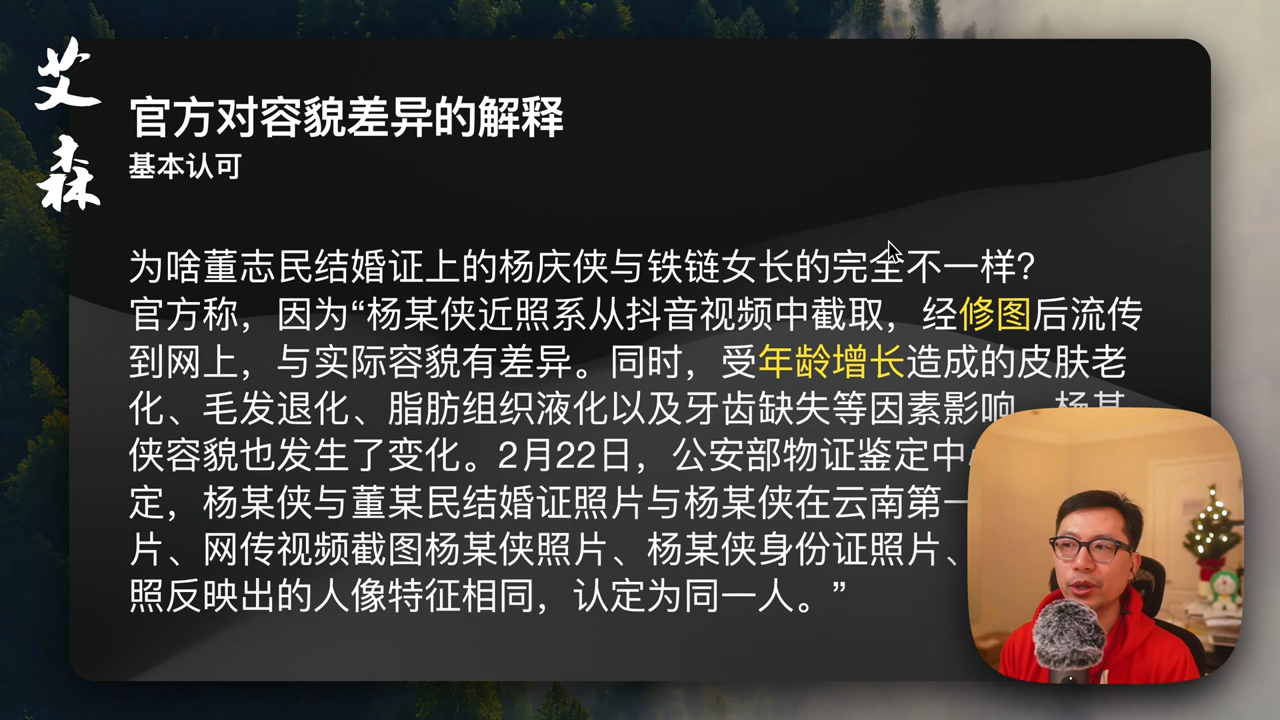 艾森
官方对容貌差异的解释
基本认可
为啥董志民结婚证上的杨庆侠与铁链女长的完全不一样？
官方称，因为“杨某侠近照系从抖音视频中截取，经修图后流传
到网上，与实际容貌有差异。同时，受年龄增长造成的皮肤老
化、毛发退化、脂肪组织液化以及牙齿缺失等因素影响，杨某
侠容貌也发生了变化。2月22日，公安部物证鉴定中
定，杨某侠与董某民结婚证照片与杨某侠在云南第一
片、网传视频截图杨某侠照片、杨某侠身份证照片、
照反映出的人像特征相同，认定为同一人。”